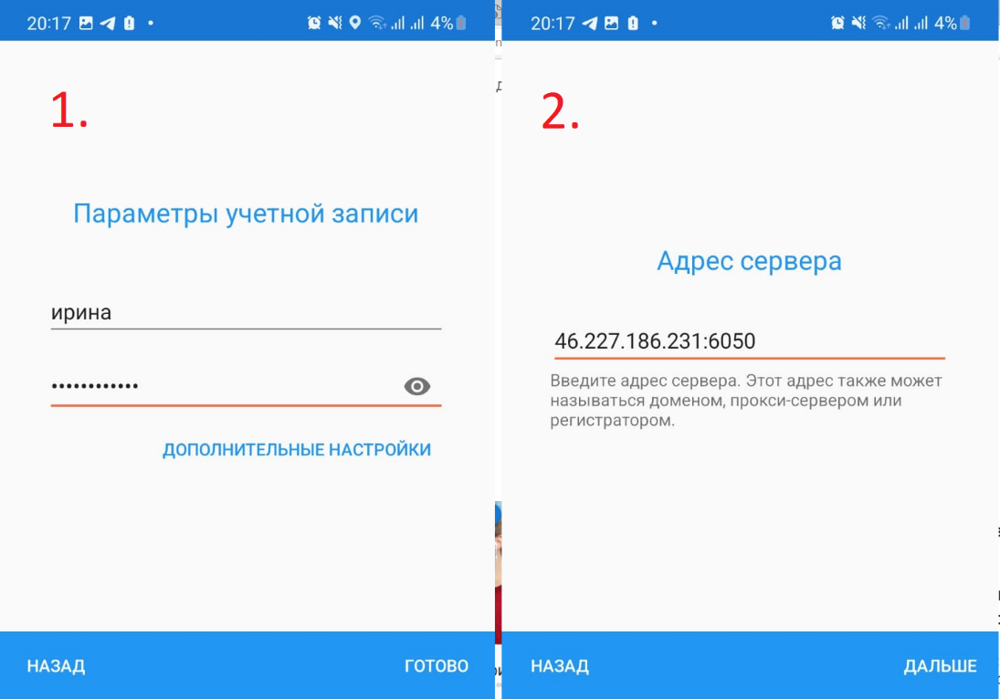 20:17
4%
1.
Параметры учетной записи
ирина
••••••••••••
ДОПОЛНИТЕЛЬНЫЕ НАСТРОЙКИ
НАЗАД
ГОТОВО
20:17
4%
2.
Адрес сервера
46.227.186.231:6050
Введите адрес сервера. Этот адрес также может
называться доменом, прокси-сервером или
регистратором.
НАЗАД
ДАЛЬШЕ